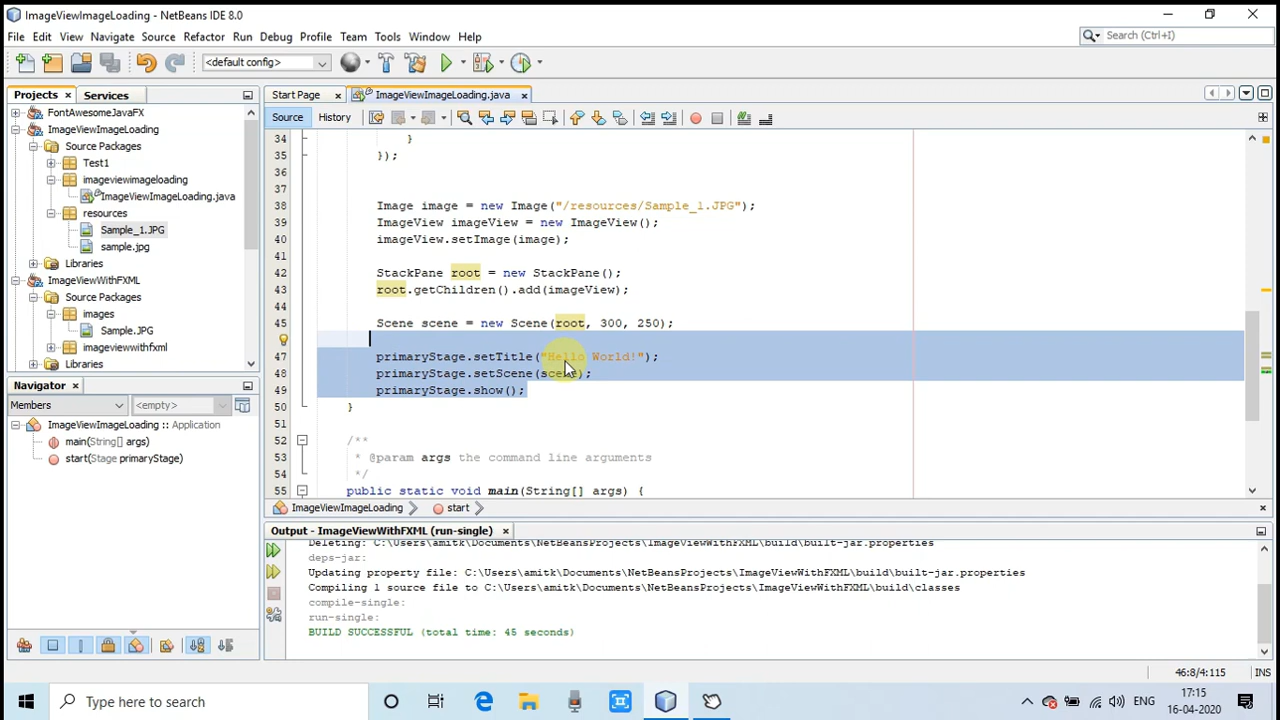 ImageViewImageLoading - NetBeans IDE 8.0
File Edit View Navigate Source Refactor Run Debug Profile Team Tools Window Help
Search (Ctrl+I)
<default config>
Projects
Services
FontAwesomeJavaFX
ImageViewImageLoading
Source Packages
Test1
imageviewimageloading
ImageViewImageLoading.java
resources
Sample_1.JPG
sample.jpg
Libraries
ImageViewWithFXML
Source Packages
images
Sample.JPG
imageviewwithfxml
Libraries
Start Page
ImageViewImageLoading.java
Source History
34 }
35 });
36
37
38 Image image = new Image("/resources/Sample_1.JPG");
39 ImageView imageView = new ImageView();
40 imageView.setImage(image);
41
42 StackPane root = new StackPane();
43 root.getChildren().add(imageView);
44
45 Scene scene = new Scene(root, 300, 250);
47 primaryStage.setTitle("Hello World!");
48 primaryStage.setScene(scene);
49 primaryStage.show();
50 }
51
52 /**
53 * @param args the command line arguments
54 */
55 public static void main(String[] args) {
ImageViewImageLoading start
Navigator
Members
<empty>
ImageViewImageLoading :: Application
main(String[] args)
start(Stage primaryStage)
Output - ImageViewWithFXML (run-single)
Deleting: C:\Users\amitk\Documents\NetBeansProjects\ImageViewWithFXML\build\built-jar.properties
deps-jar:
Updating property file: C:\Users\amitk\Documents\NetBeansProjects\ImageViewWithFXML\build\built-jar.properties
Compiling 1 source file to C:\Users\amitk\Documents\NetBeansProjects\ImageViewWithFXML\build\classes
compile-single:
run-single:
BUILD SUCCESSFUL (total time: 45 seconds)
46:8/4:115 INS
Type here to search
ENG
17:15
16-04-2020